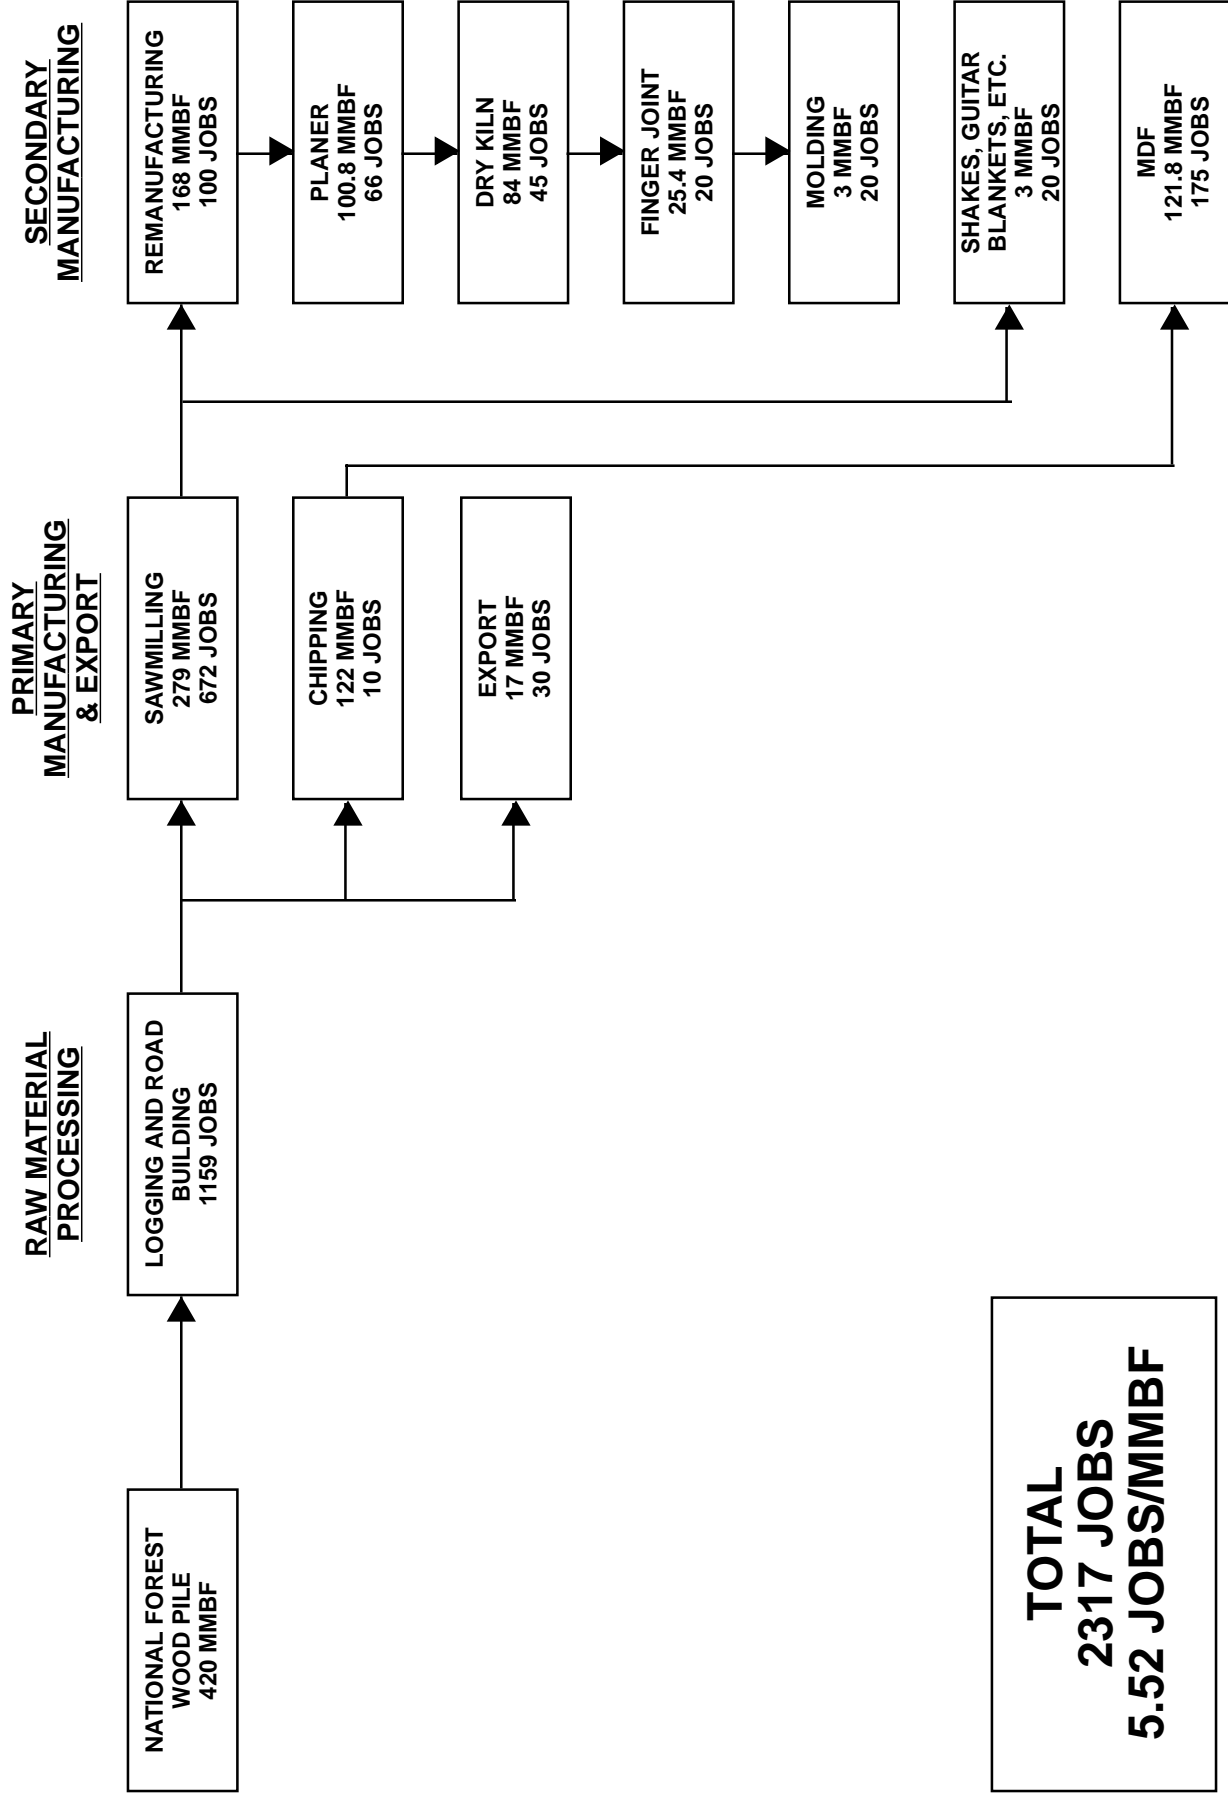 RAW MATERIAL
PROCESSING
PRIMARY
MANUFACTURING
& EXPORT
SECONDARY
MANUFACTURING
NATIONAL FOREST
WOOD PILE
420 MMBF
LOGGING AND ROAD
BUILDING
1159 JOBS
SAWMILLING
279 MMBF
672 JOBS
CHIPPING
122 MMBF
10 JOBS
EXPORT
17 MMBF
30 JOBS
REMANUFACTURING
168 MMBF
100 JOBS
PLANER
100.8 MMBF
66 JOBS
DRY KILN
84 MMBF
45 JOBS
FINGER JOINT
25.4 MMBF
20 JOBS
MOLDING
3 MMBF
20 JOBS
SHAKES, GUITAR
BLANKETS, ETC.
3 MMBF
20 JOBS
MDF
121.8 MMBF
175 JOBS
TOTAL
2317 JOBS
5.52 JOBS/MMBF